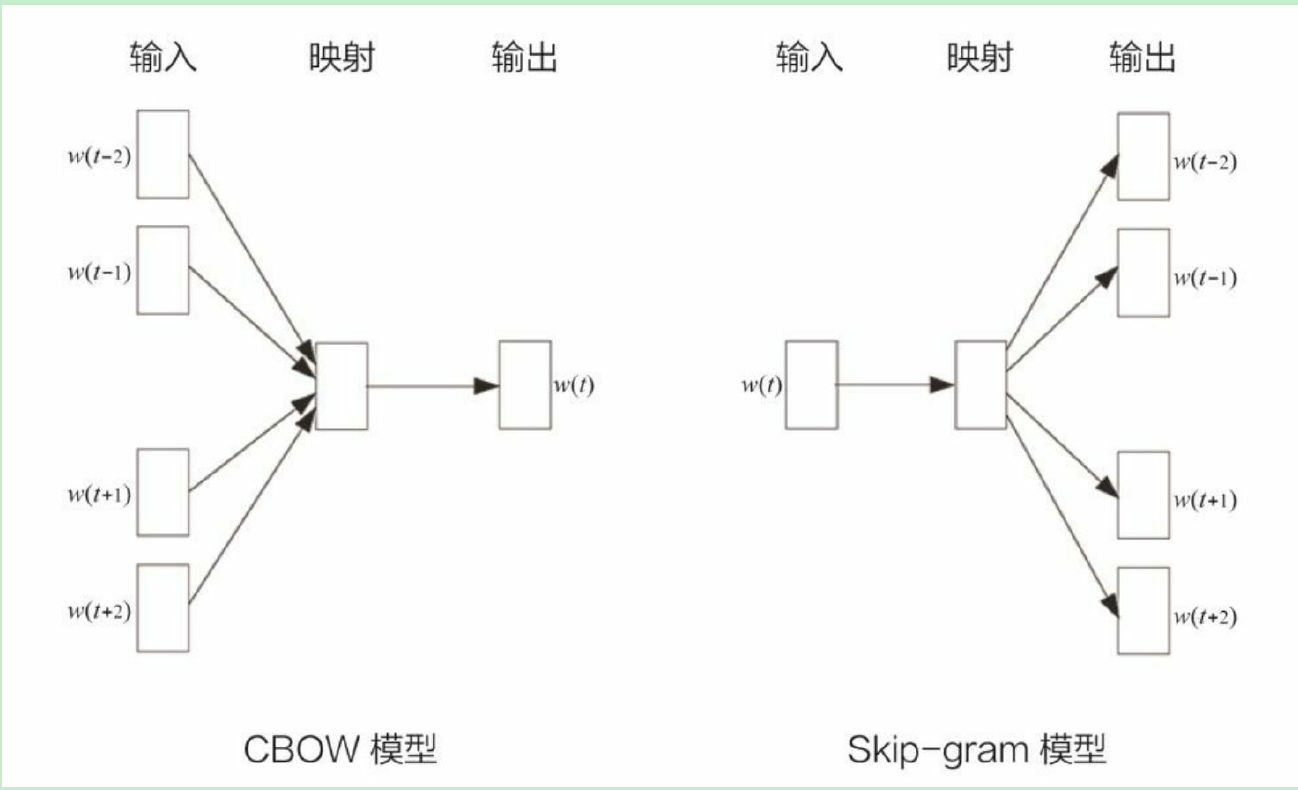 输入 映射 输出
w(t-2)
w(t-1)
w(t)
w(t+1)
w(t+2)
CBOW 模型
输入 映射 输出
w(t-2)
w(t-1)
w(t)
w(t+1)
w(t+2)
Skip-gram 模型